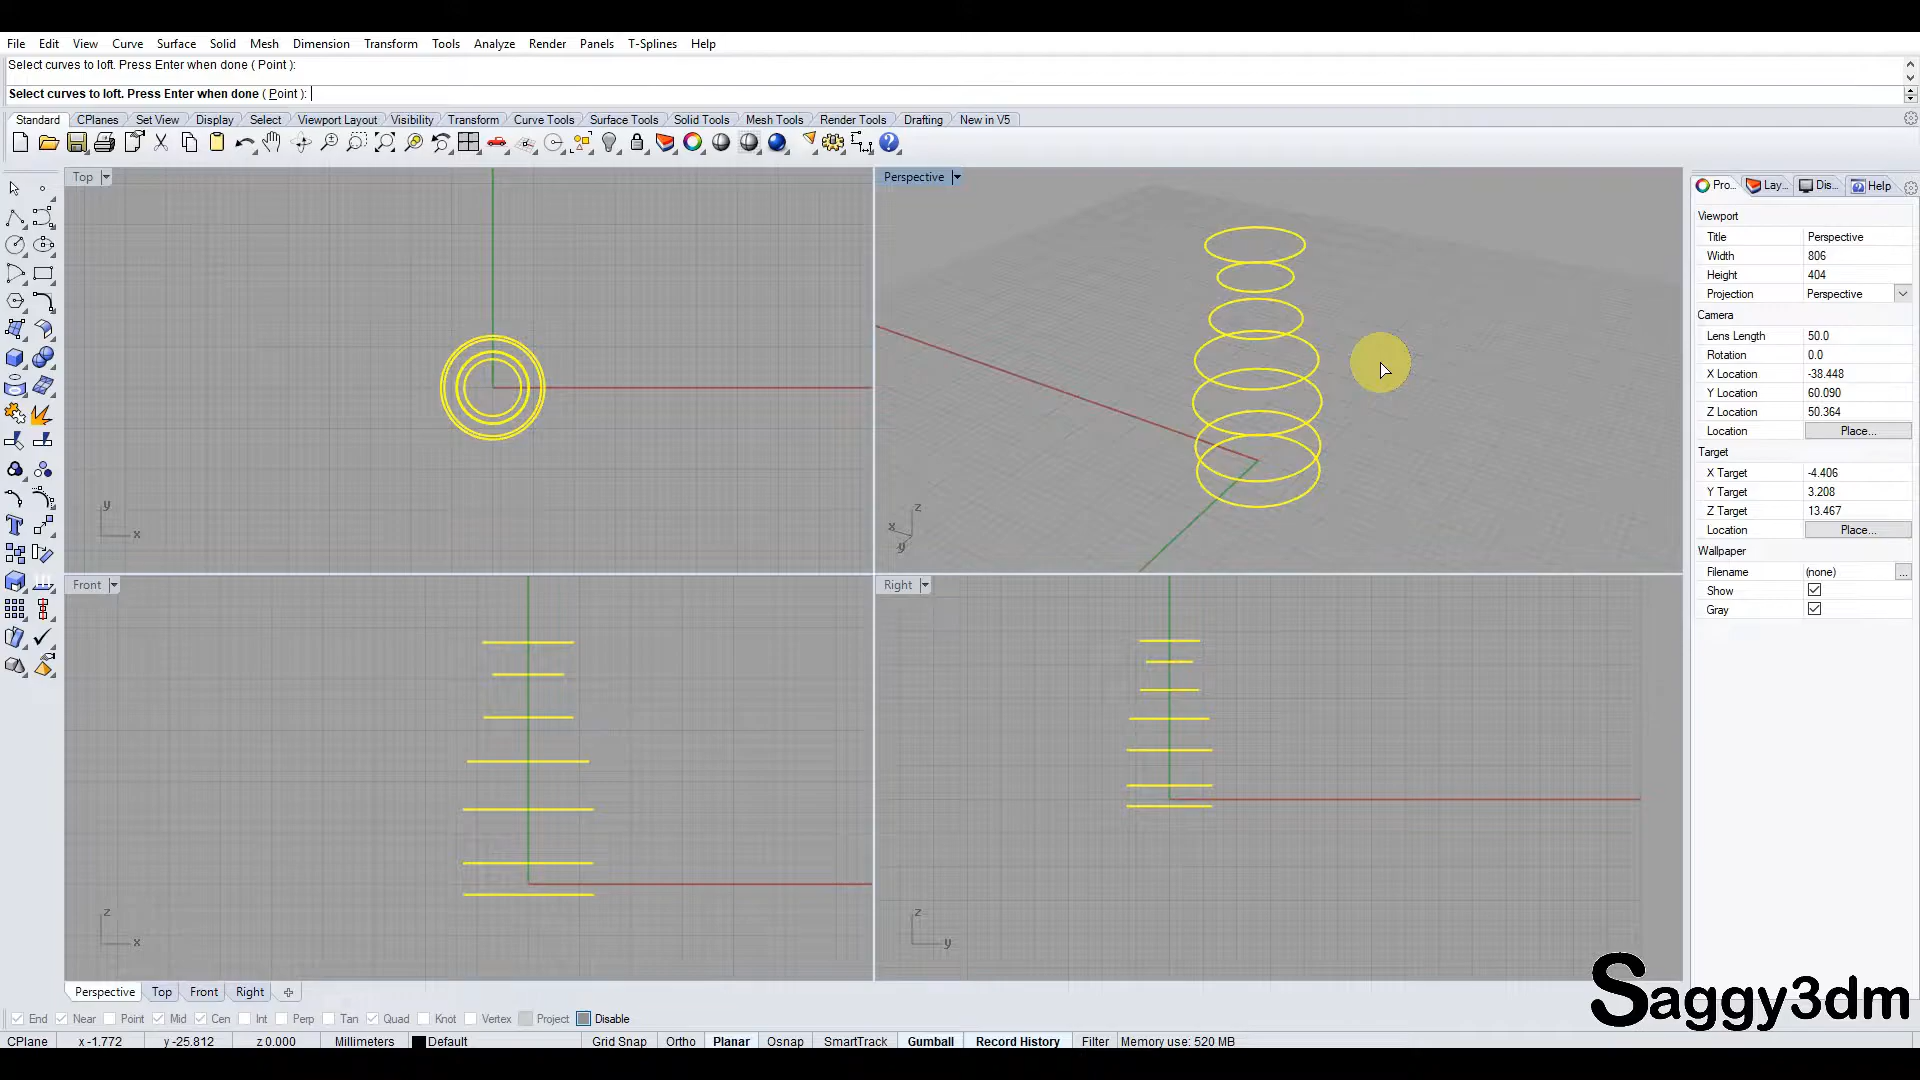 File Edit View Curve Surface Solid Mesh Dimension Transform Tools Analyze Render Panels T-Splines Help
Select curves to loft. Press Enter when done ( Point ):
Select curves to loft. Press Enter when done ( Point ):
Standard CPlanes Set View Display Select Viewport Layout Visibility Transform Curve Tools Surface Tools Solid Tools Mesh Tools Render Tools Drafting New in V5
Top
Perspective
Pro... Lay... Dis... Help
Viewport
Title Perspective
Width 806
Height 404
Projection Perspective
Camera
Lens Length 50.0
Rotation 0.0
X Location -38.448
Y Location 60.090
Z Location 50.364
Location Place...
Target
X Target -4.406
Y Target 3.208
Z Target 13.467
Location Place...
Wallpaper
Filename (none) ...
Show
Gray
y
x
z
x
y
Front
Right
z
x
z
y
Perspective Top Front Right
End Near Point Mid Cen Int Perp Tan Quad Knot Vertex Project Disable
CPlane x -1.772 y -25.812 z 0.000 Millimeters Default Grid Snap Ortho Planar Osnap SmartTrack Gumball Record History Filter Memory use: 520 MB
Saggy3dm